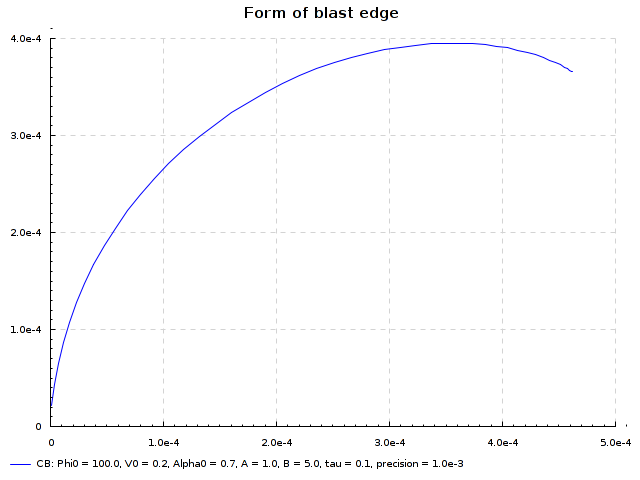 Form of blast edge
4.0e-4
3.0e-4
2.0e-4
1.0e-4
0
0 1.0e-4 2.0e-4 3.0e-4 4.0e-4 5.0e-4
CB: Phi0 = 100.0, V0 = 0.2, Alpha0 = 0.7, A = 1.0, B = 5.0, tau = 0.1, precision = 1.0e-3